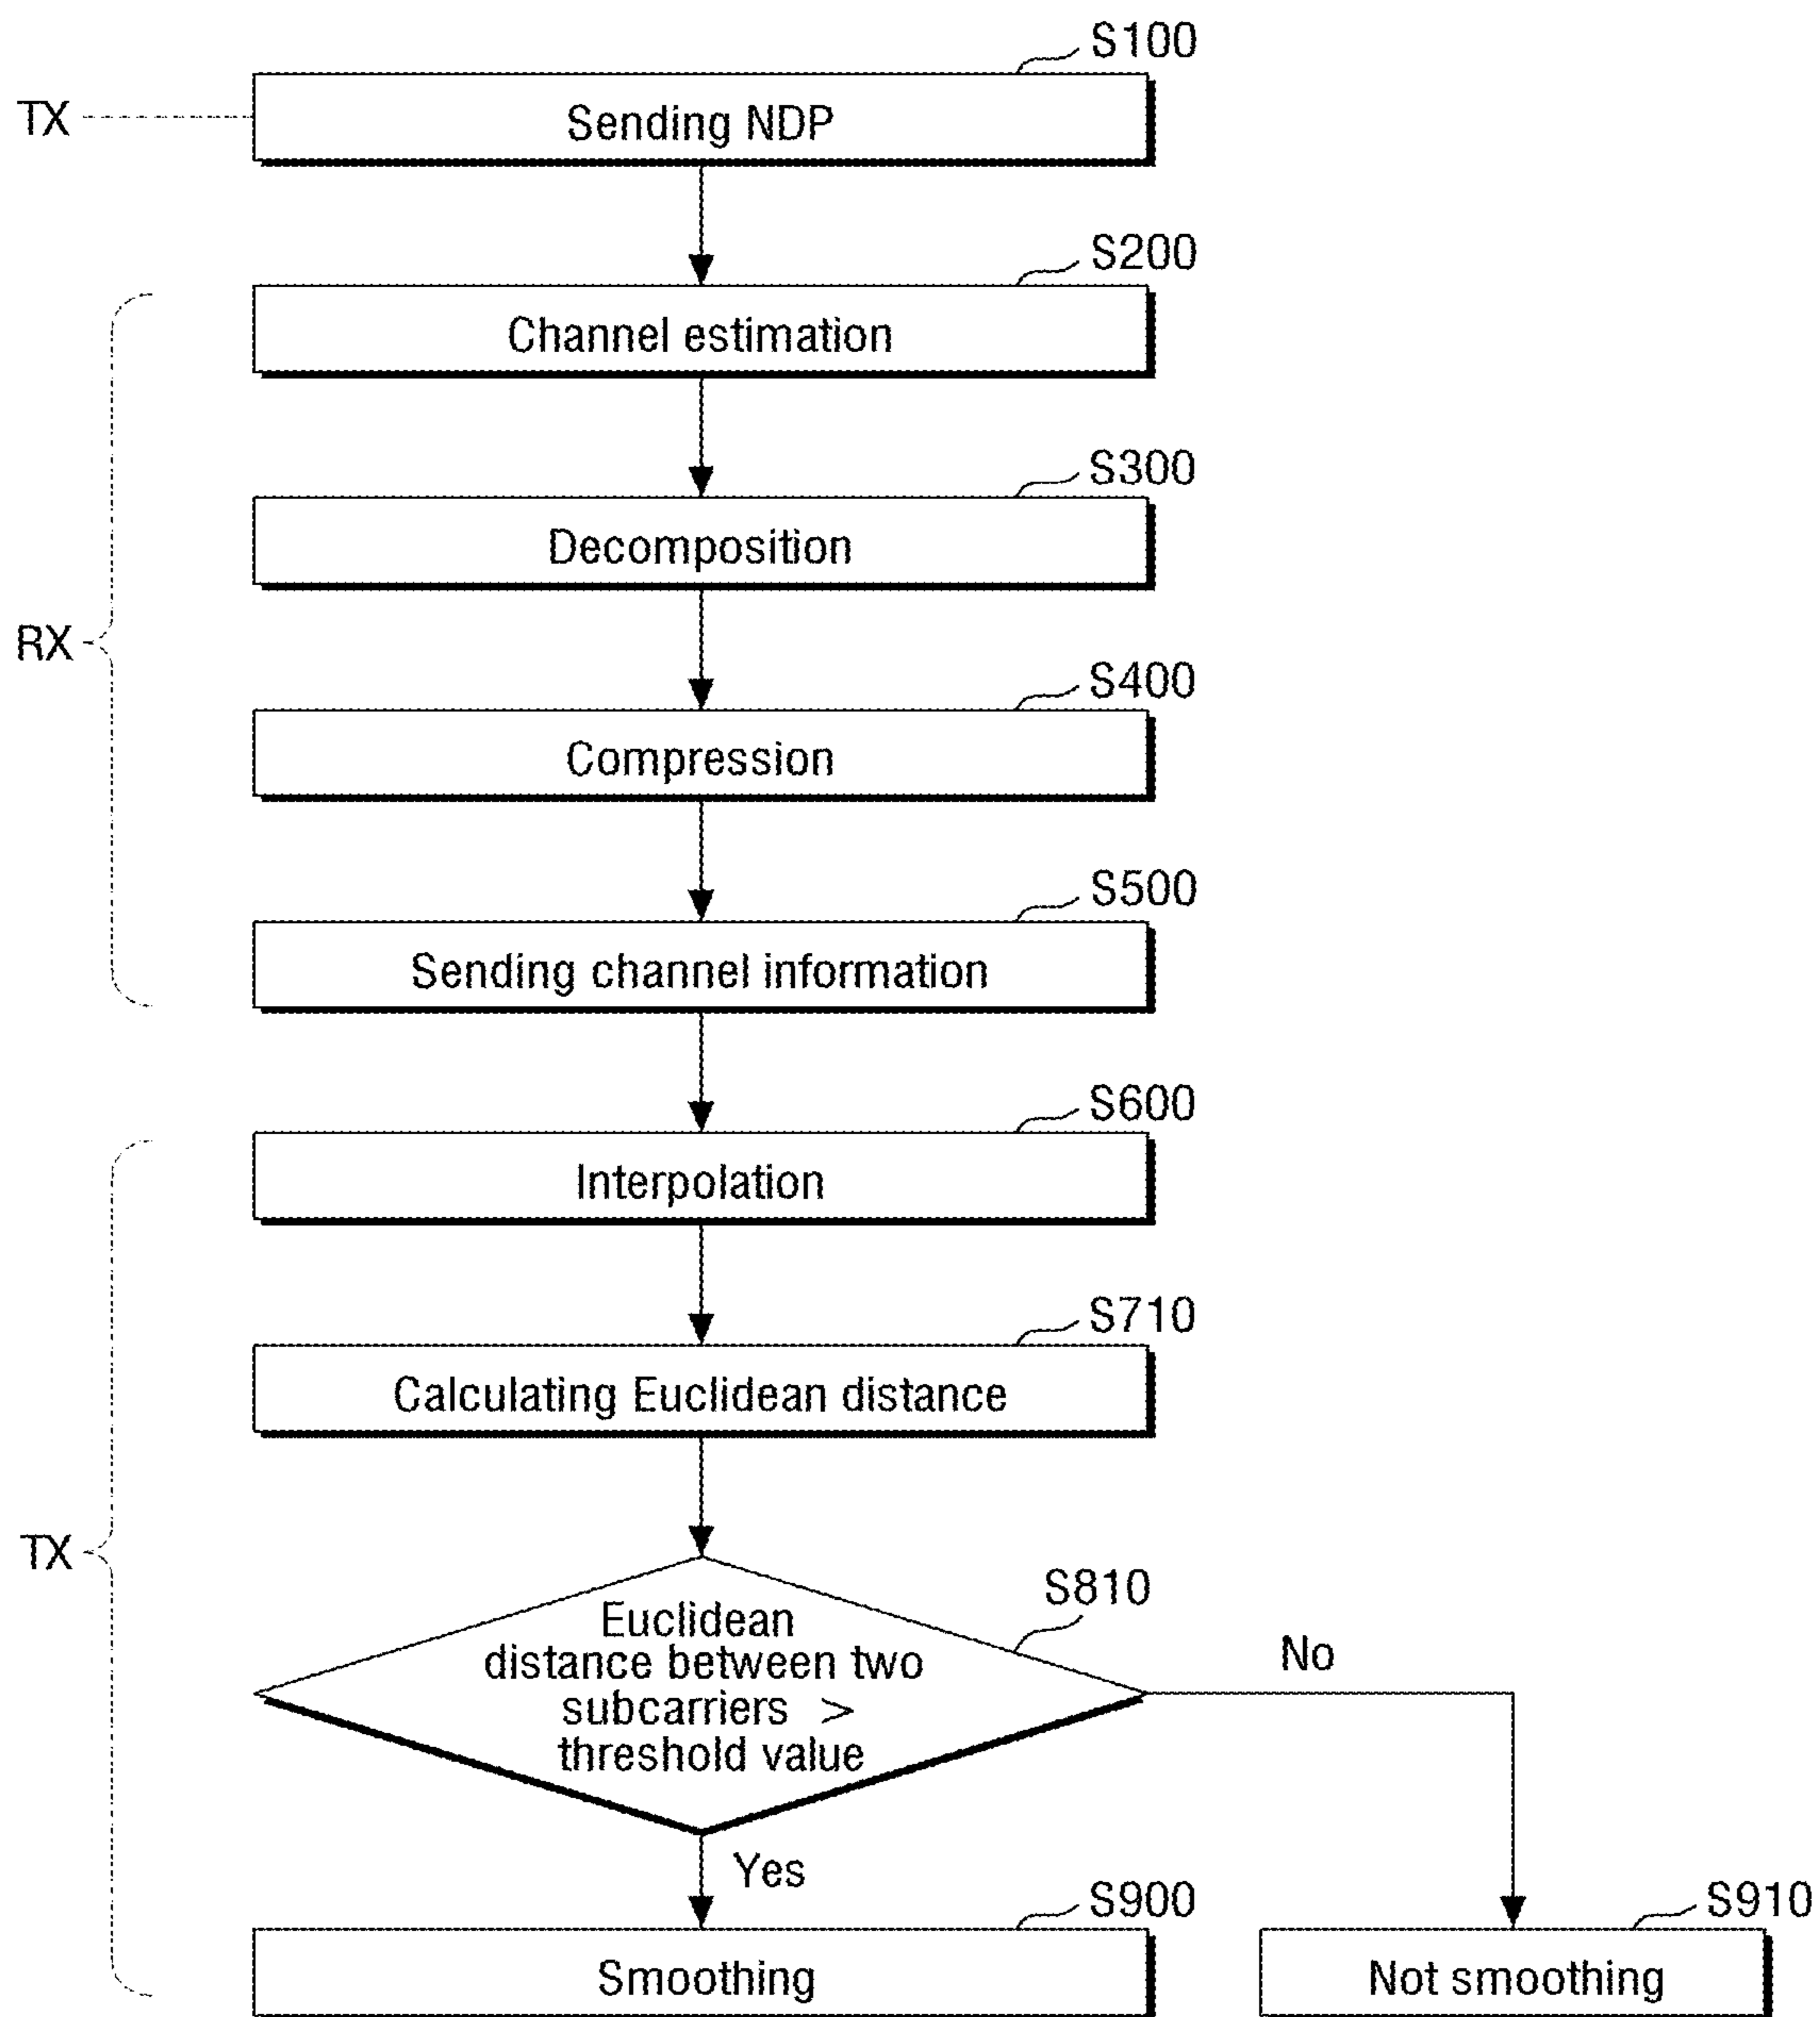 S100
TX
Sending NDP
S200
Channel estimation
S300
Decomposition
RX
S400
Compression
S500
Sending channel information
S600
Interpolation
S710
Calculating Euclidean distance
TX
S810
Euclidean
distance between two
subcarriers >
threshold value
No
Yes
S900
Smoothing
S910
Not smoothing